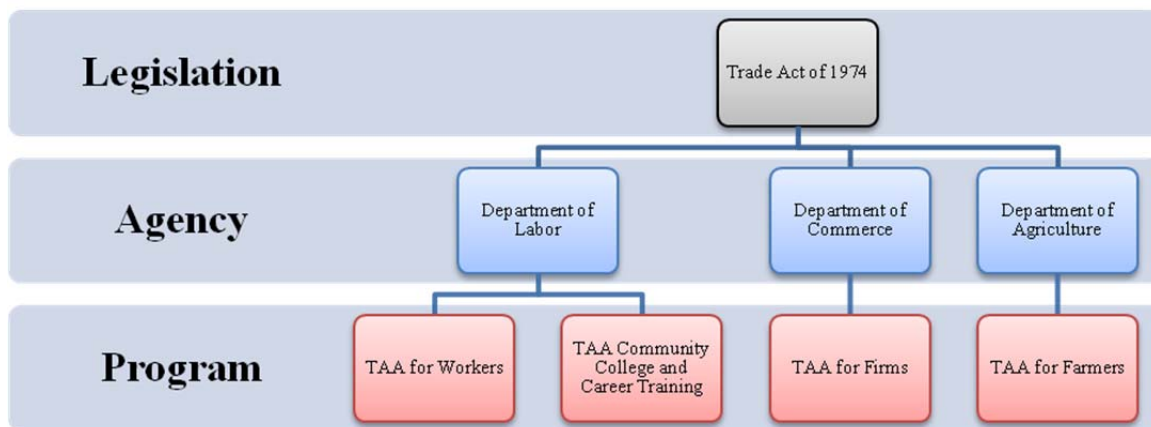 Legislation
Trade Act of 1974
Agency
Department of
Labor
Department of
Commerce
Department of
Agriculture
Program
TAA for Workers
TAA Community
College and
Career Training
TAA for Firms
TAA for Farmers